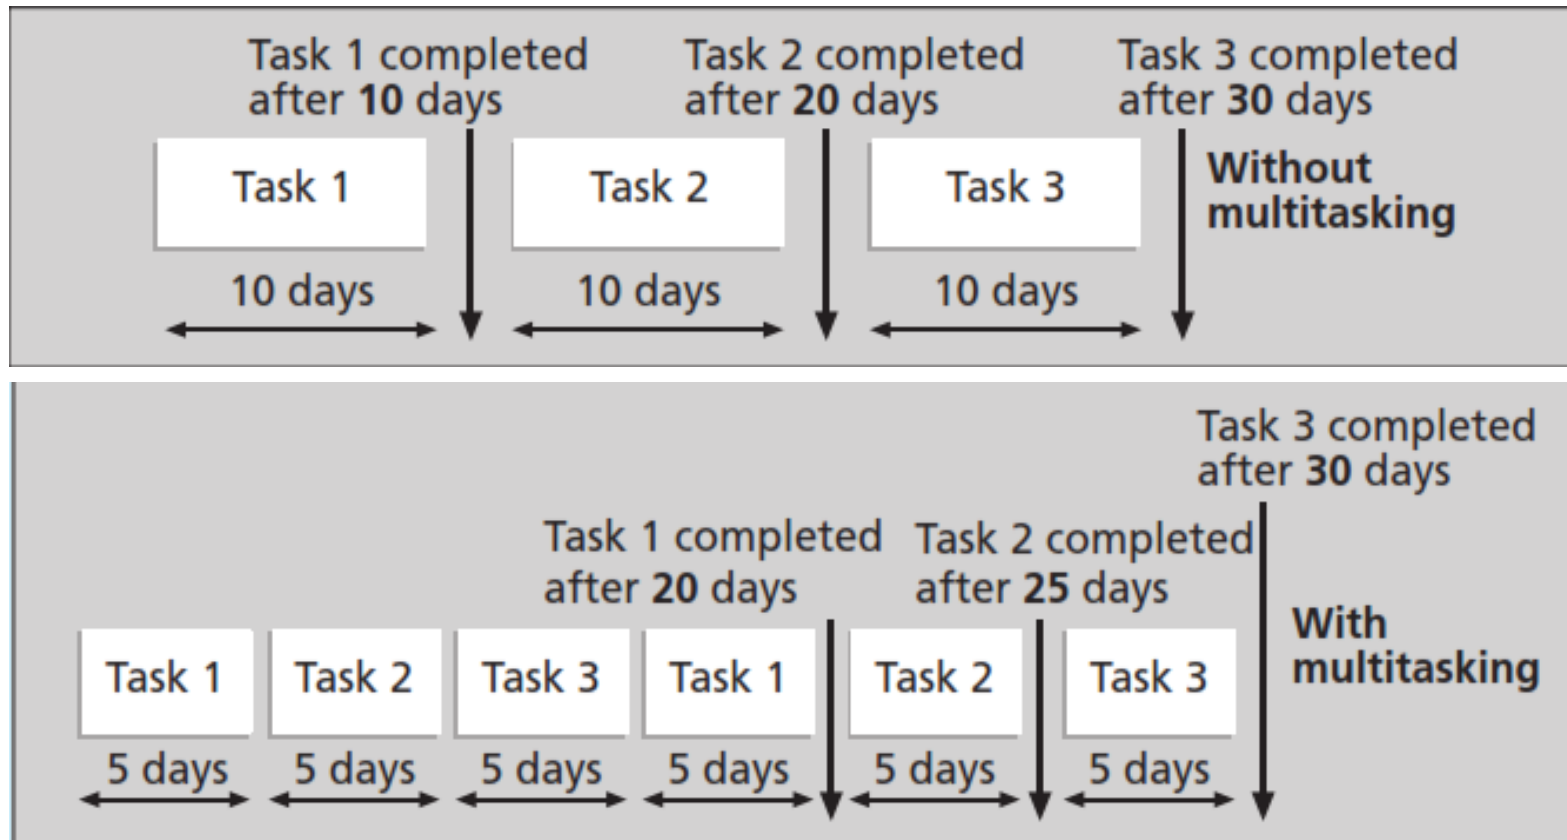 Task 1 completed
after 10 days
Task 2 completed
after 20 days
Task 3 completed
after 30 days
Task 1
Task 2
Task 3
Without
multitasking
10 days
10 days
10 days
Task 3 completed
after 30 days
Task 1 completed
after 20 days
Task 2 completed
after 25 days
With
multitasking
Task 1
Task 2
Task 3
Task 1
Task 2
Task 3
5 days
5 days
5 days
5 days
5 days
5 days